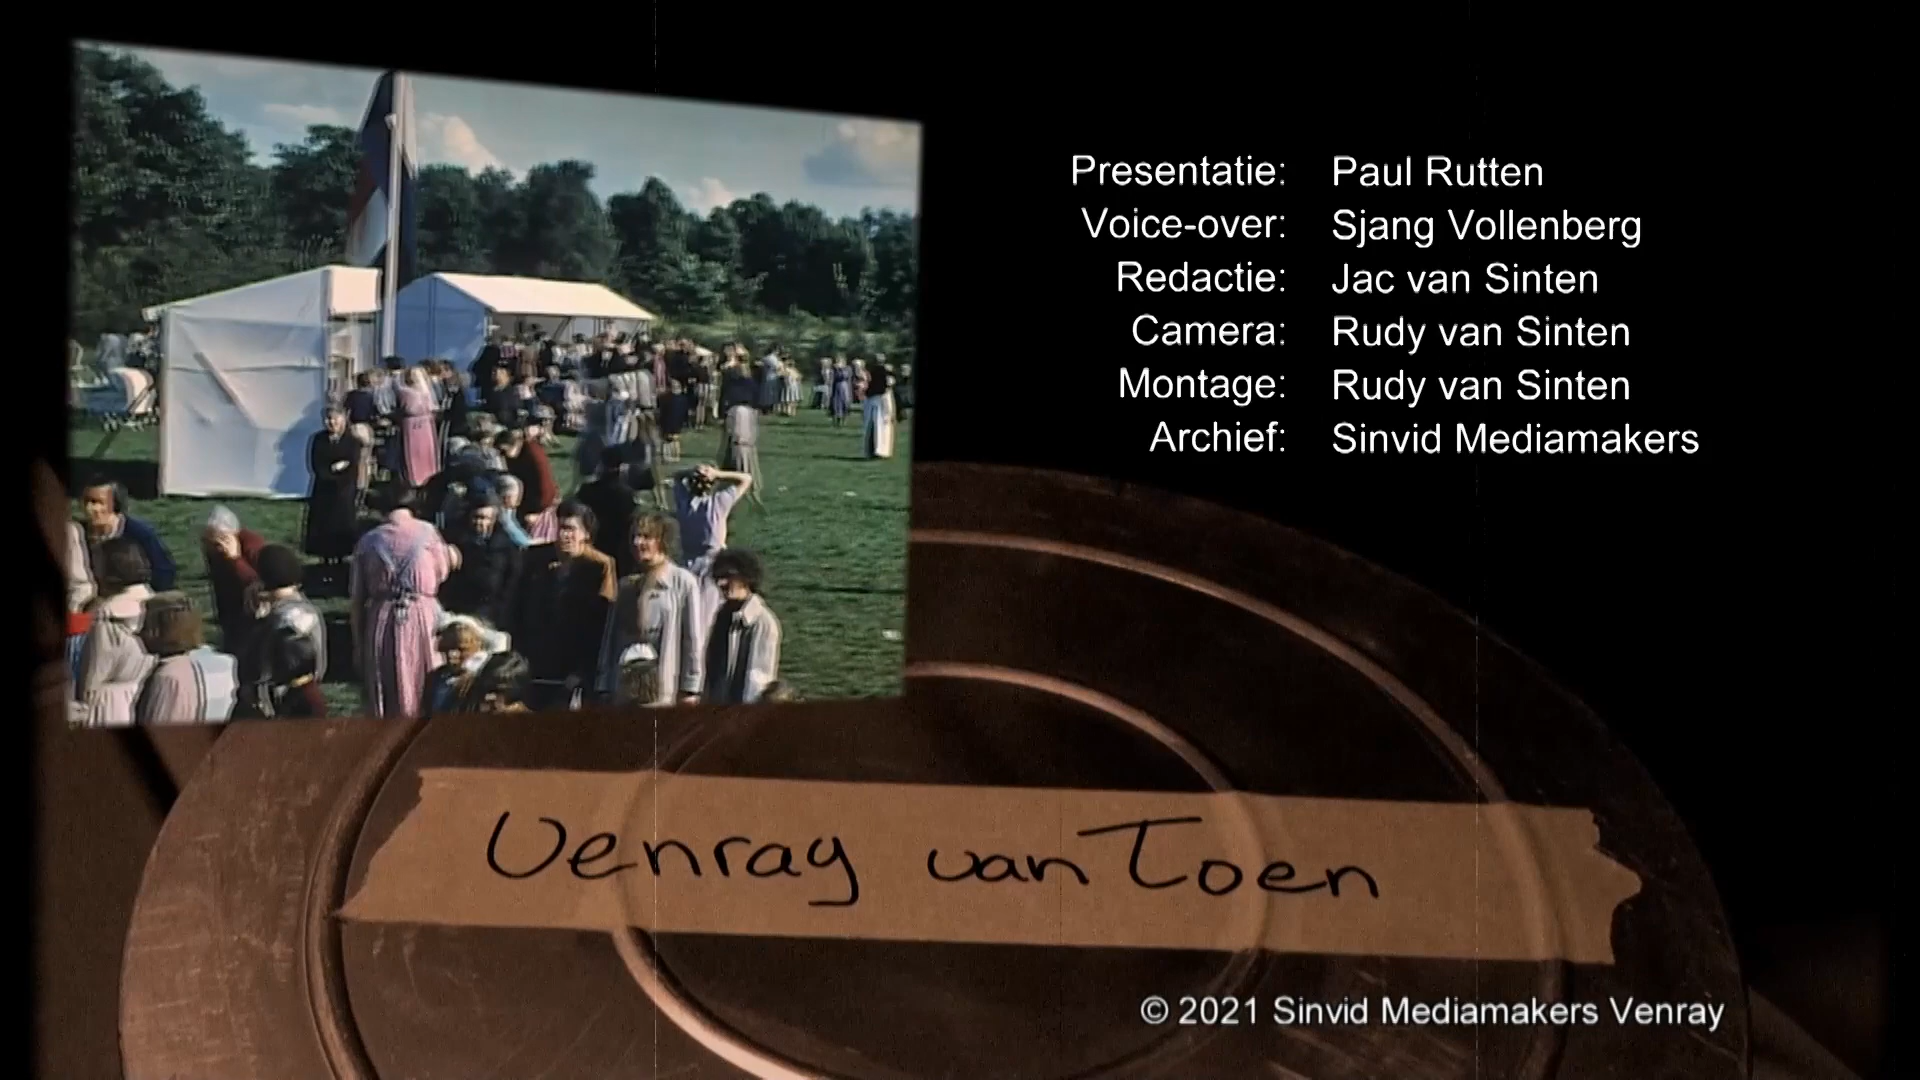 Presentatie: Paul Rutten
Voice-over: Sjang Vollenberg
Redactie: Jac van Sinten
Camera: Rudy van Sinten
Montage: Rudy van Sinten
Archief: Sinvid Mediamakers
Venray van Toen
© 2021 Sinvid Mediamakers Venray